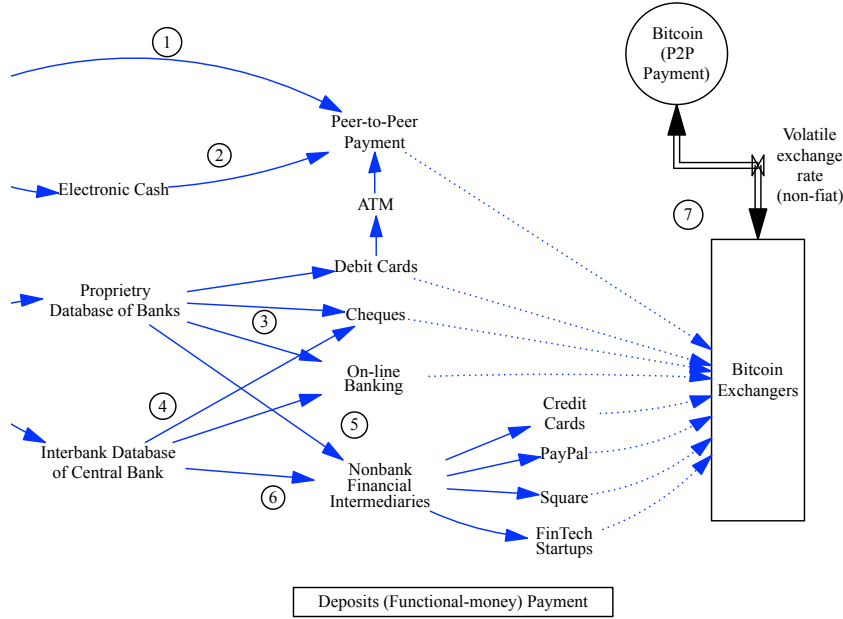 1
Bitcoin
(P2P
Payment)
Peer-to-Peer
Payment
2
Volatile
exchange
rate
(non-fiat)
Electronic Cash
ATM
7
Debit Cards
Proprietry
Database of Banks
3
Cheques
On-line
Banking
Bitcoin
Exchangers
4
5
Credit
Cards
Interbank Database
of Central Bank
PayPal
6
Nonbank
Financial
Intermediaries
Square
FinTech
Startups
Deposits (Functional-money) Payment